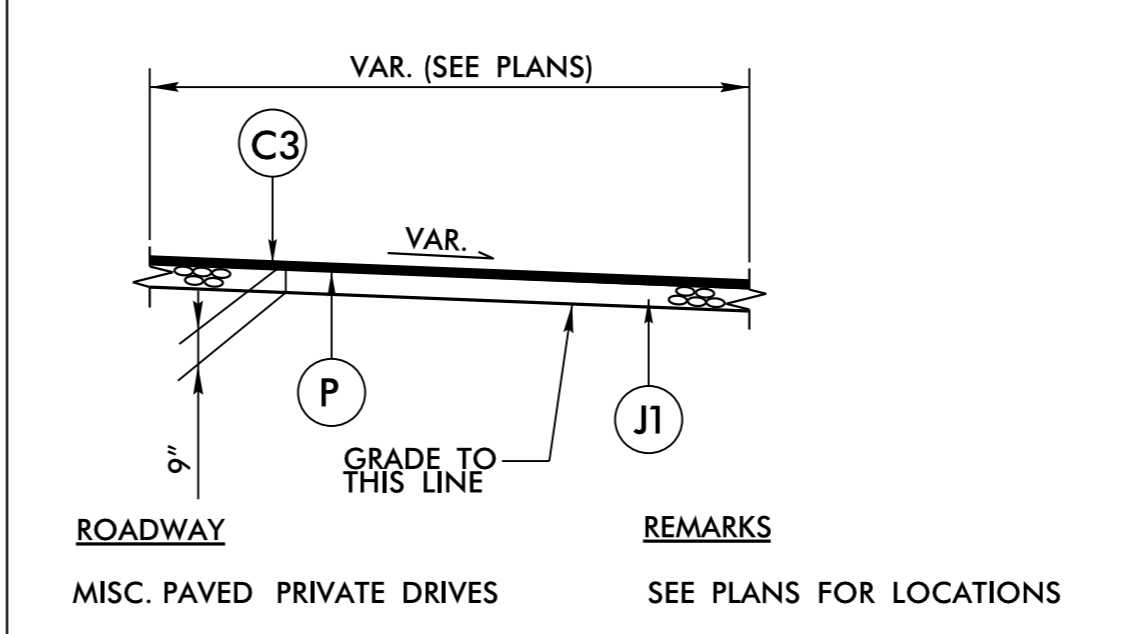 VAR. (SEE PLANS)
C3
VAR.
P
J1
9"
GRADE TO
THIS LINE
ROADWAY
REMARKS
MISC. PAVED PRIVATE DRIVES
SEE PLANS FOR LOCATIONS